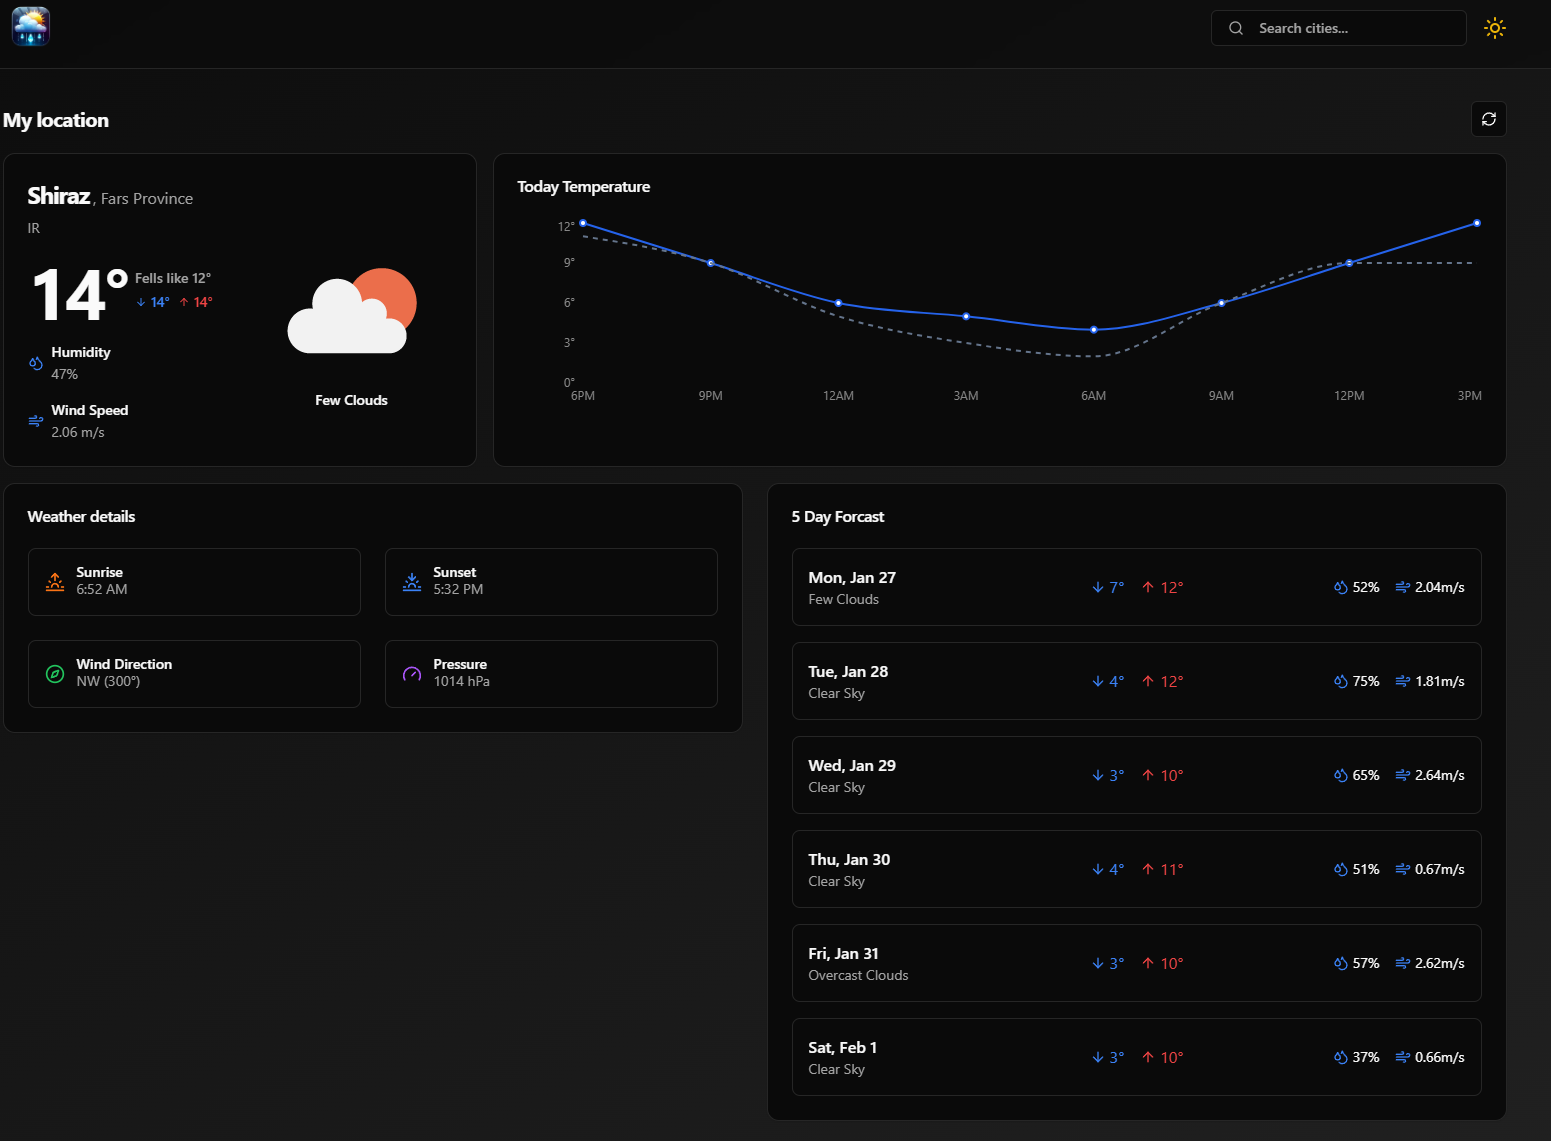 Search cities...
My location
Shiraz, Fars Province
IR
14°
Fells like 12°
14° 14°
Humidity
47%
Wind Speed
2.06 m/s
Few Clouds
Today Temperature
12°
9°
6°
3°
0°
6PM 9PM 12AM 3AM 6AM 9AM 12PM 3PM
Weather details
Sunrise
6:52 AM
Sunset
5:32 PM
Wind Direction
NW (300°)
Pressure
1014 hPa
5 Day Forcast
Mon, Jan 27
Few Clouds
7° 12° 52% 2.04m/s
Tue, Jan 28
Clear Sky
4° 12° 75% 1.81m/s
Wed, Jan 29
Clear Sky
3° 10° 65% 2.64m/s
Thu, Jan 30
Clear Sky
4° 11° 51% 0.67m/s
Fri, Jan 31
Overcast Clouds
3° 10° 57% 2.62m/s
Sat, Feb 1
Clear Sky
3° 10° 37% 0.66m/s